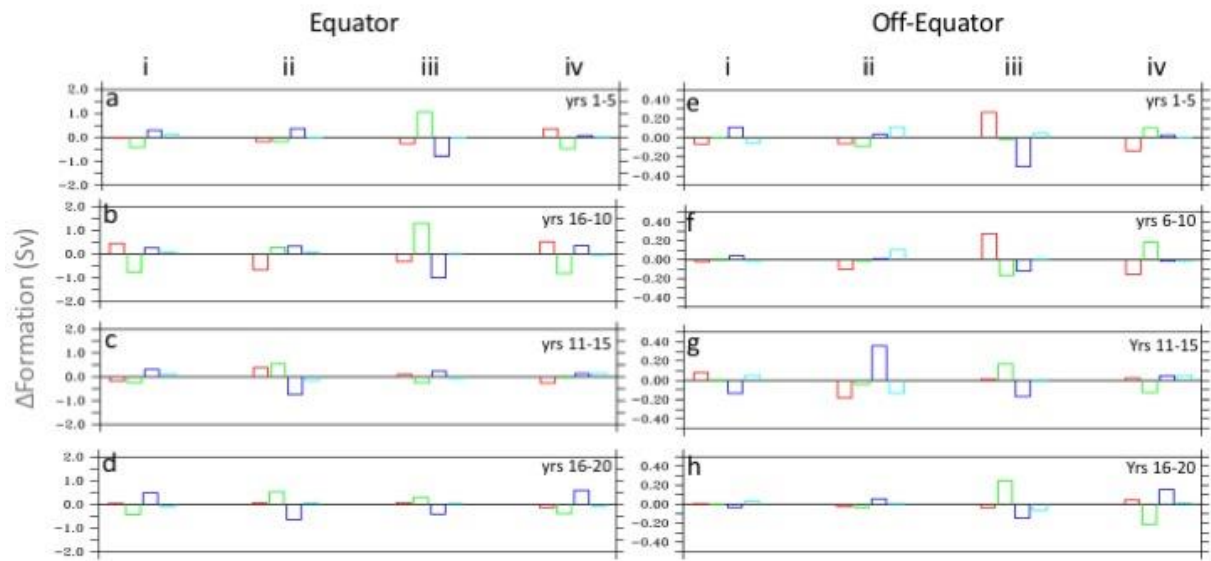 Equator
Off-Equator
i ii iii iv
i ii iii iv
ΔFormation (Sv)
2.0
1.0
0.0
-1.0
-2.0
a
yrs 1-5
0.40
0.20
0.00
-0.20
-0.40
e
yrs 1-5
2.0
1.0
0.0
-1.0
-2.0
b
yrs 16-10
0.40
0.20
0.00
-0.20
-0.40
f
yrs 6-10
2.0
1.0
0.0
-1.0
-2.0
c
yrs 11-15
0.40
0.20
0.00
-0.20
-0.40
g
Yrs 11-15
2.0
1.0
0.0
-1.0
-2.0
d
yrs 16-20
0.40
0.20
0.00
-0.20
-0.40
h
Yrs 16-20